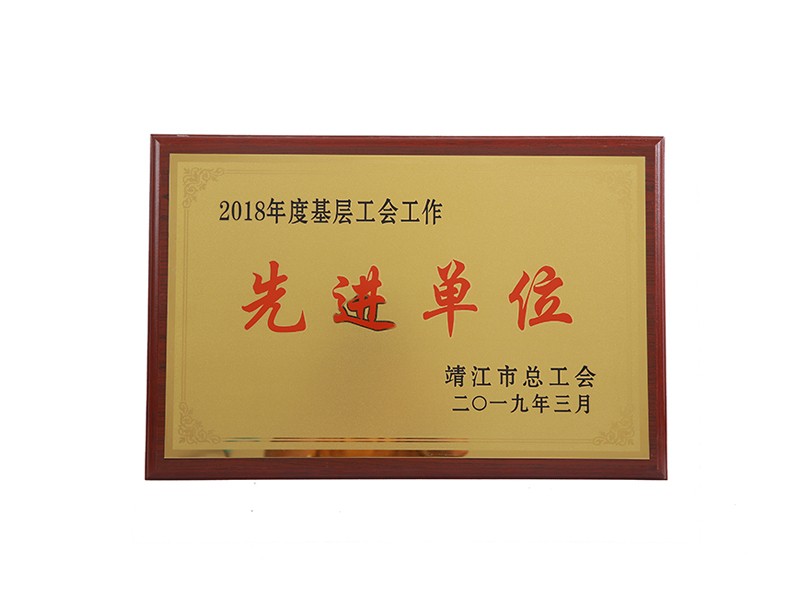 2018年度基层工会工作
先进单位
靖江市总工会
二〇一九年三月